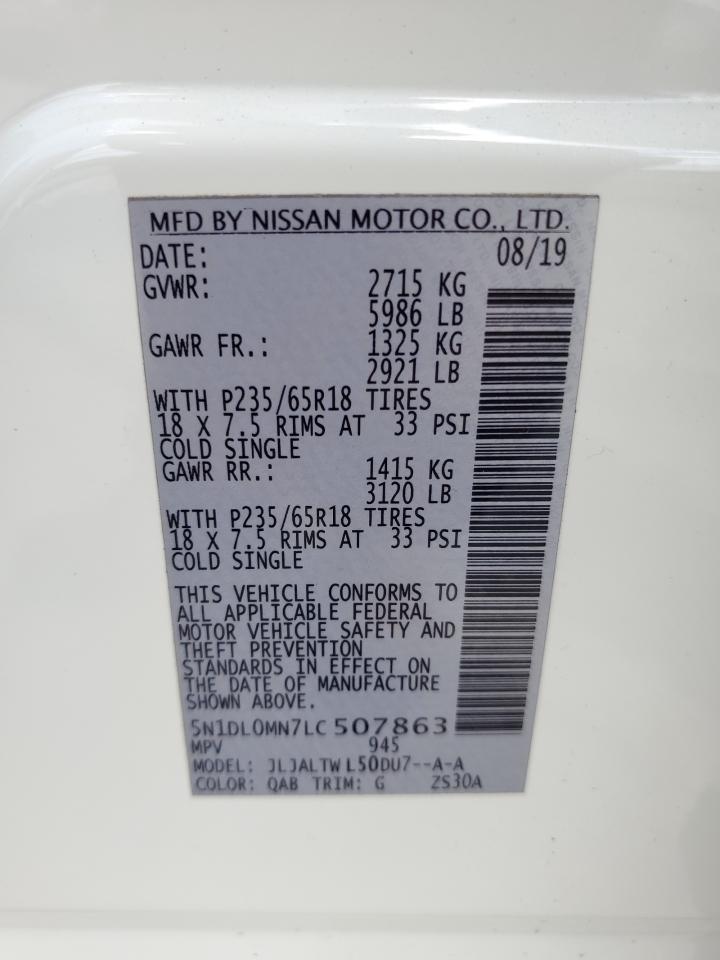 MFD BY NISSAN MOTOR CO., LTD.
DATE: 08/19
GVWR: 2715 KG
5986 LB
GAWR FR.: 1325 KG
2921 LB
WITH P235/65R18 TIRES
18 X 7.5 RIMS AT 33 PSI
COLD SINGLE
GAWR RR.: 1415 KG
3120 LB
WITH P235/65R18 TIRES
18 X 7.5 RIMS AT 33 PSI
COLD SINGLE
THIS VEHICLE CONFORMS TO
ALL APPLICABLE FEDERAL
MOTOR VEHICLE SAFETY AND
THEFT PREVENTION
STANDARDS IN EFFECT ON
THE DATE OF MANUFACTURE
SHOWN ABOVE.
5N1DL0MN7LC 507863
MPV 945
MODEL: JLJALTW L50DU7--A-A
COLOR: QAB TRIM: G ZS30A